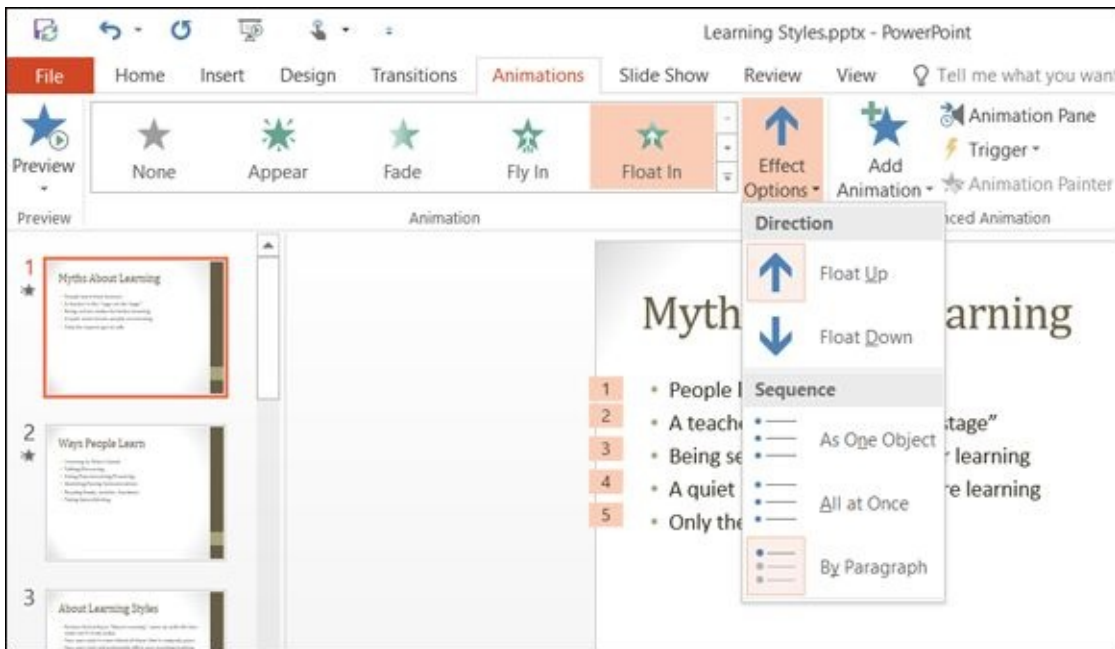 Learning Styles.pptx - PowerPoint
File Home Insert Design Transitions Animations Slide Show Review View Tell me what you want
Preview
None Appear Fade Fly In Float In
Effect Options
Add Animation
Animation Pane
Trigger
Animation Painter
Preview Animation nced Animation
Direction
Float Up
Float Down
Sequence
As One Object
All at Once
By Paragraph
1
Myths About Learning
2
Ways People Learn
3
About Learning Styles
Myth arning
1 • People l
2 • A teache stage”
3 • Being se r learning
4 • A quiet re learning
5 • Only the